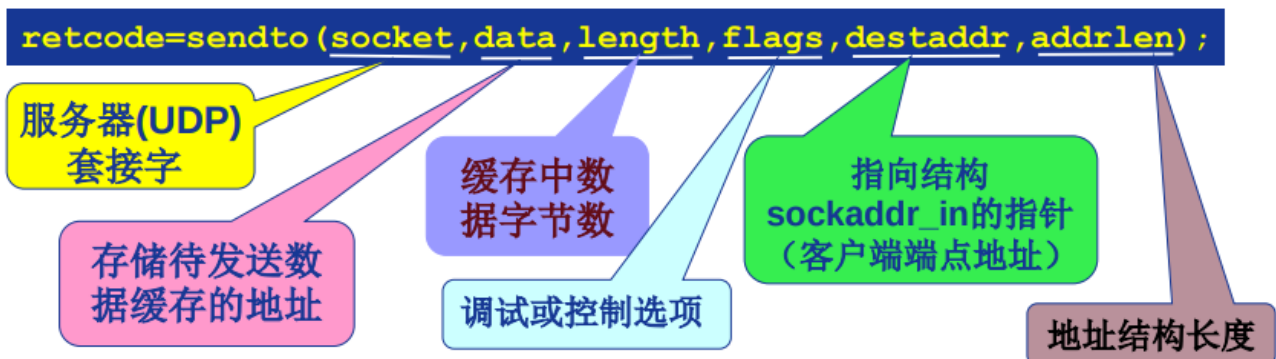 retcode=sendto(socket,data,length,flags,destaddr,addrlen);
服务器(UDP)
套接字
存储待发送数
据缓存的地址
缓存中数
据字节数
调试或控制选项
指向结构
sockaddr_in的指针
（客户端端点地址）
地址结构长度